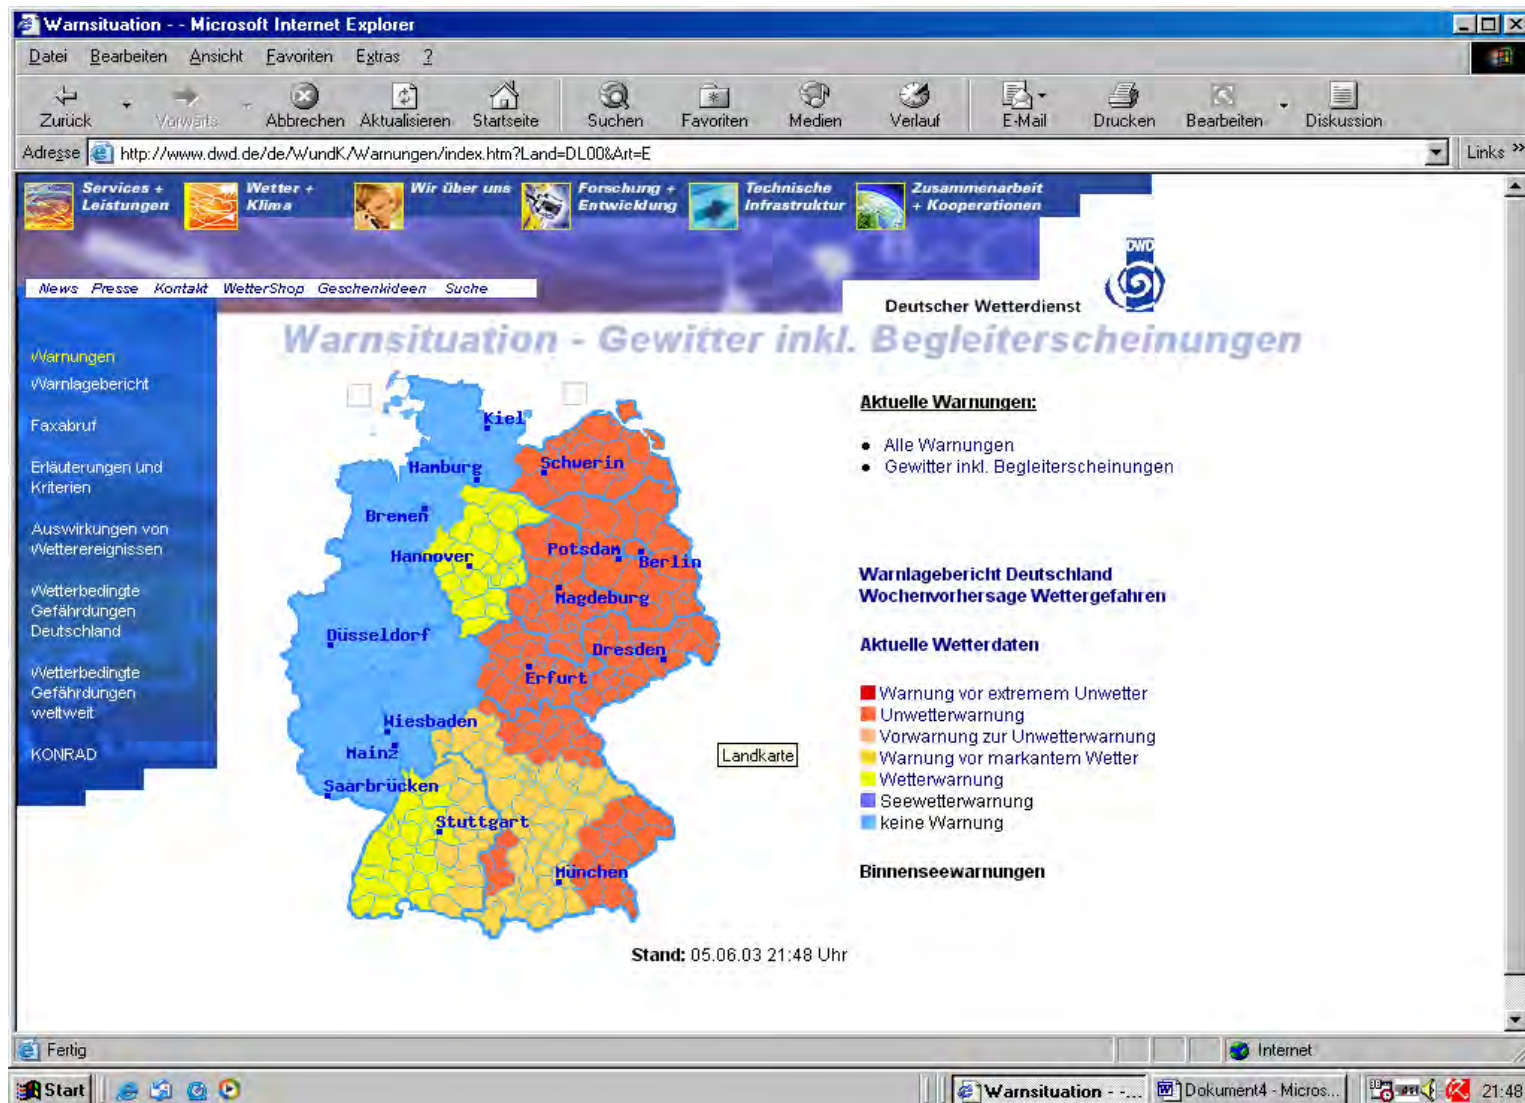 Warnsituation - - Microsoft Internet Explorer
Datei Bearbeiten Ansicht Favoriten Extras ?
Zurück Vorwärts Abbrechen Aktualisieren Startseite Suchen Favoriten Medien Verlauf E-Mail Drucken Bearbeiten Diskussion
Adresse http://www.dwd.de/de/WundK/Warnungen/index.htm?Land=DL00&Art=E Links »
Services + Leistungen
Wetter + Klima
Wir über uns
Forschung + Entwicklung
Technische Infrastruktur
Zusammenarbeit + Kooperationen
DWD
News Presse Kontakt WetterShop Geschenkideen Suche
Deutscher Wetterdienst
Warnsituation - Gewitter inkl. Begleiterscheinungen
Warnungen
Warnlagebericht
Faxabruf
Erläuterungen und
Kriterien
Auswirkungen von
Wetterereignissen
Wetterbedingte
Gefährdungen
Deutschland
Wetterbedingte
Gefährdungen
weltweit
KONRAD
Kiel
Hamburg
Schwerin
Bremen
Hannover
Potsdam
Berlin
Magdeburg
Düsseldorf
Dresden
Erfurt
Wiesbaden
Mainz
Saarbrücken
Stuttgart
München
Landkarte
Aktuelle Warnungen:
Alle Warnungen
Gewitter inkl. Begleiterscheinungen
Warnlagebericht Deutschland
Wochenvorhersage Wettergefahren
Aktuelle Wetterdaten
Warnung vor extremem Unwetter
Unwetterwarnung
Vorwarnung zur Unwetterwarnung
Warnung vor markantem Wetter
Wetterwarnung
Seewetterwarnung
keine Warnung
Binnenseewarnungen
Stand: 05.06.03 21:48 Uhr
Fertig Internet
Start Warnsituation - -... Dokument4 - Micros... 21:48